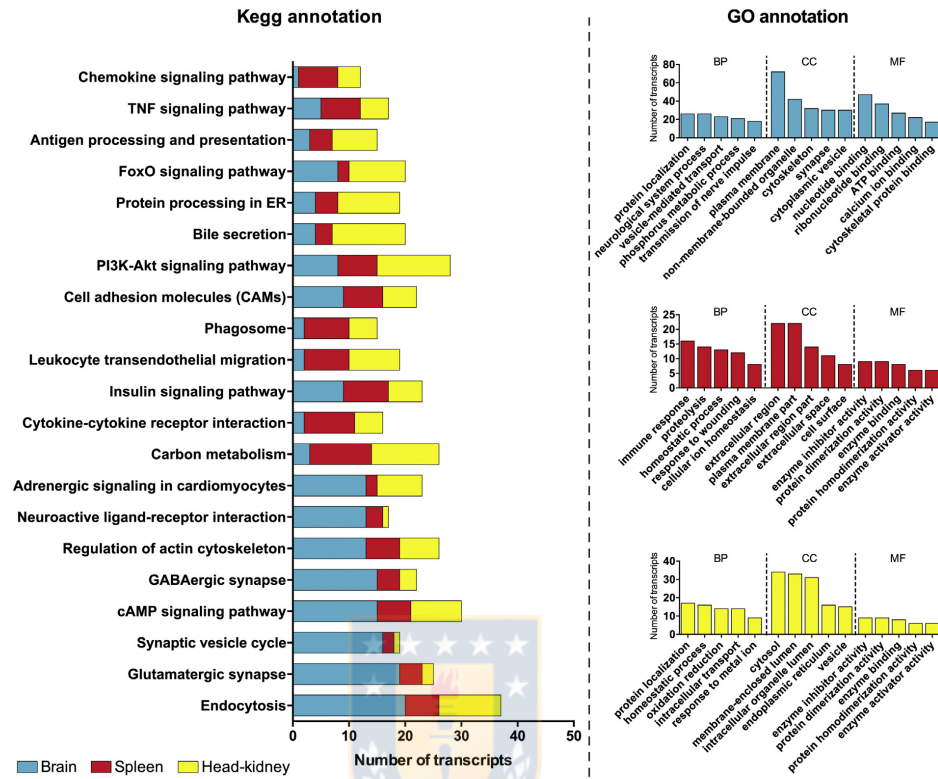 Kegg annotation
Chemokine signaling pathway
TNF signaling pathway
Antigen processing and presentation
FoxO signaling pathway
Protein processing in ER
Bile secretion
PI3K-Akt signaling pathway
Cell adhesion molecules (CAMs)
Phagosome
Leukocyte transendothelial migration
Insulin signaling pathway
Cytokine-cytokine receptor interaction
Carbon metabolism
Adrenergic signaling in cardiomyocytes
Neuroactive ligand-receptor interaction
Regulation of actin cytoskeleton
GABAergic synapse
cAMP signaling pathway
Synaptic vesicle cycle
Glutamatergic synapse
Endocytosis
0 10 20 30 40 50
Number of transcripts
Brain Spleen Head-kidney
GO annotation
BP CC MF
Number of transcripts
80
60
40
20
0
protein localization
neurological system process
vesicle-mediated transport
phosphorus metabolic process
transmission of nerve impulse
plasma membrane
non-membrane-bounded organelle
cytoskeleton
synapse
cytoplasmic vesicle
nucleotide binding
ribonucleotide binding
ATP binding
calcium ion binding
cytoskeletal protein binding
BP CC MF
Number of transcripts
25
20
15
10
5
0
immune response
proteolysis
homeostatic process
response to wounding
cellular ion homeostasis
extracellular region
plasma membrane part
extracellular region part
extracellular space
cell surface
enzyme inhibitor activity
protein dimerization activity
enzyme binding
protein homodimerization activity
enzyme activator activity
BP CC MF
Number of transcripts
40
30
20
10
0
protein localization
homeostatic process
oxidation reduction
intracellular transport
response to metal ion
cytosol
membrane-enclosed lumen
intracellular organelle lumen
endoplasmic reticulum
vesicle
enzyme inhibitor activity
protein dimerization activity
enzyme binding
protein homodimerization activity
enzyme activator activity